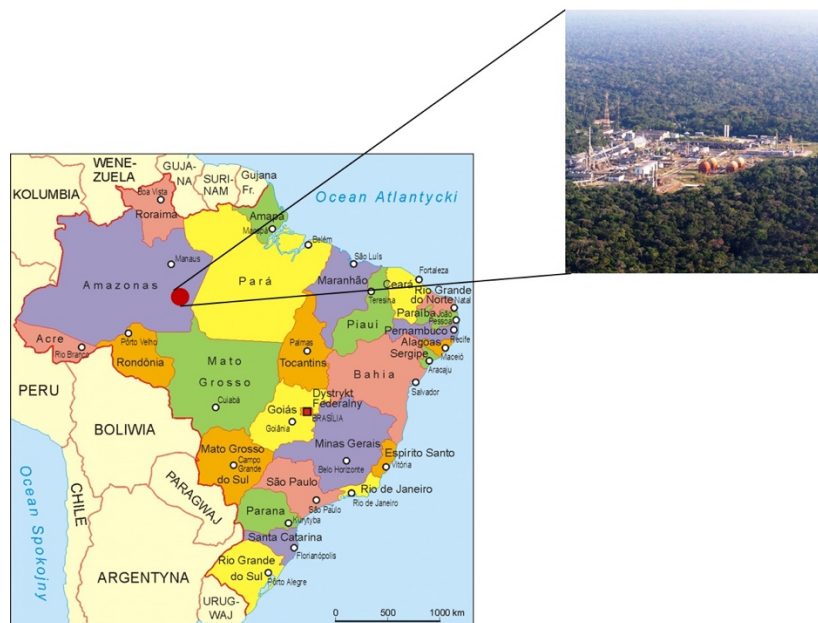 WENE-
ZUELA
GUJA-
NA
SURI-
NAM
Gujana
Fr.
KOLUMBIA
Ocean Atlantycki
Boa Vista
Roraima
Amapá
Macapá
Belém
Manaus
São Luís
Fortaleza
Amazonas
Pará
Maranhão
Ceará
Teresina
Rio Grande
do Norte
Natal
Paraíba
João
Pessoa
Piauí
Pernambuco
Recife
Acre
Pôrto Velho
Rio Branco
Rondônia
Palmas
Tocantins
Alagoas
Maceió
Sergipe
Aracaju
Mato
Grosso
Bahia
Salvador
PERU
Cuiabá
Dystrykt
Federalny
Goiás
BRASÍLIA
Goiânia
BOLIWIA
Minas Gerais
Mato Grosso
do Sul
Campo
Grande
Belo Horizonte
Espirito Santo
Vitória
Ocean Spokojny
CHILE
PARAGWAJ
São Paulo
São Paulo
Rio de Janeiro
Rio de Janeiro
Parana
Kurytyba
Santa Catarina
Florianópolis
ARGENTYNA
Rio Grande
do Sul
Pôrto Alegre
URUG-
WAJ
0 500 1000 km